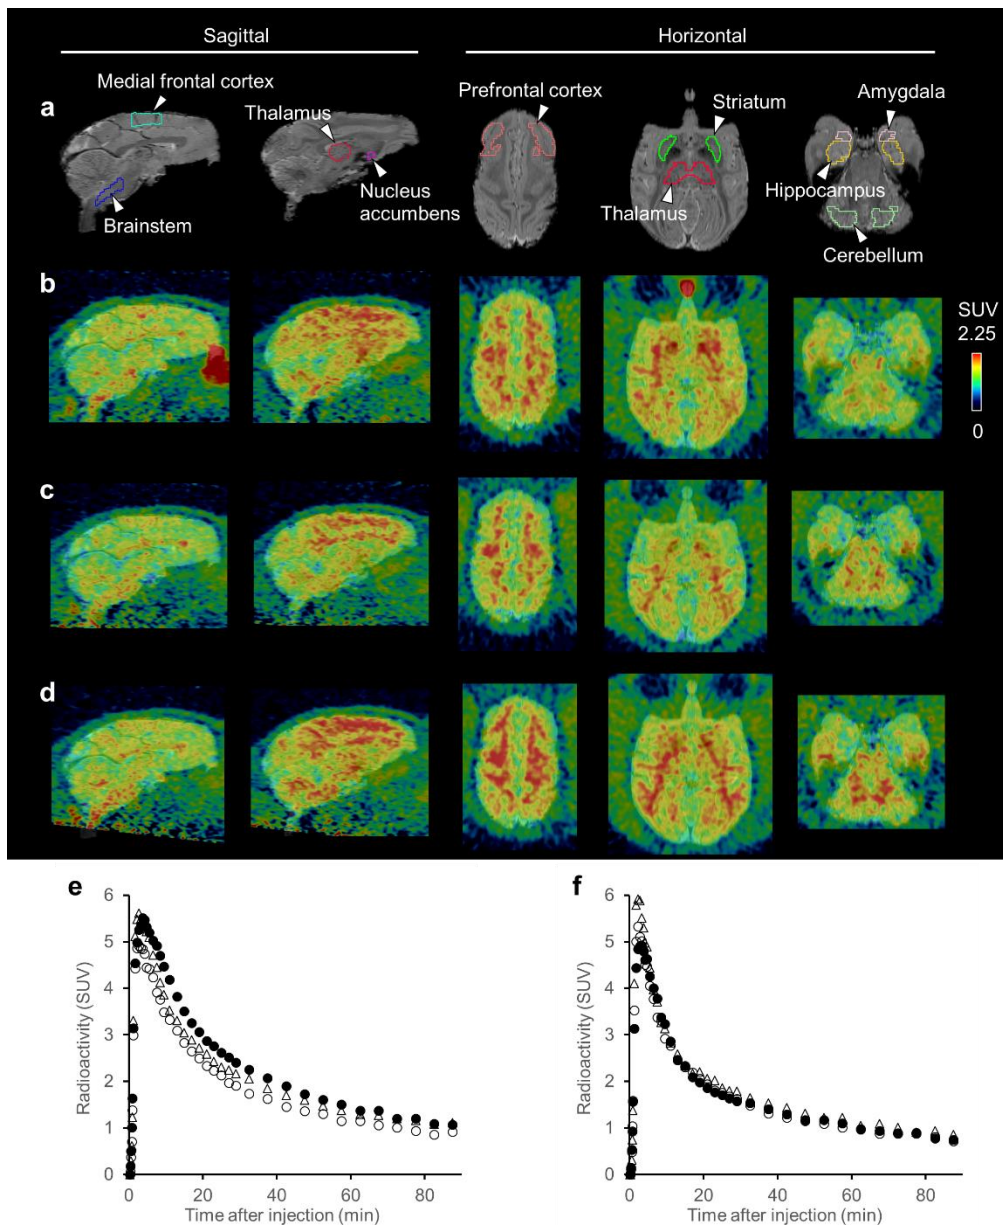 Sagittal
Horizontal
a
Medial frontal cortex
Thalamus
Nucleus
accumbens
Brainstem
Prefrontal cortex
Striatum
Thalamus
Amygdala
Hippocampus
Cerebellum
b
SUV
2.25
0
c
d
e
6
5
4
3
2
1
0
Radioactivity (SUV)
0 20 40 60 80
Time after injection (min)
f
6
5
4
3
2
1
0
Radioactivity (SUV)
0 20 40 60 80
Time after injection (min)